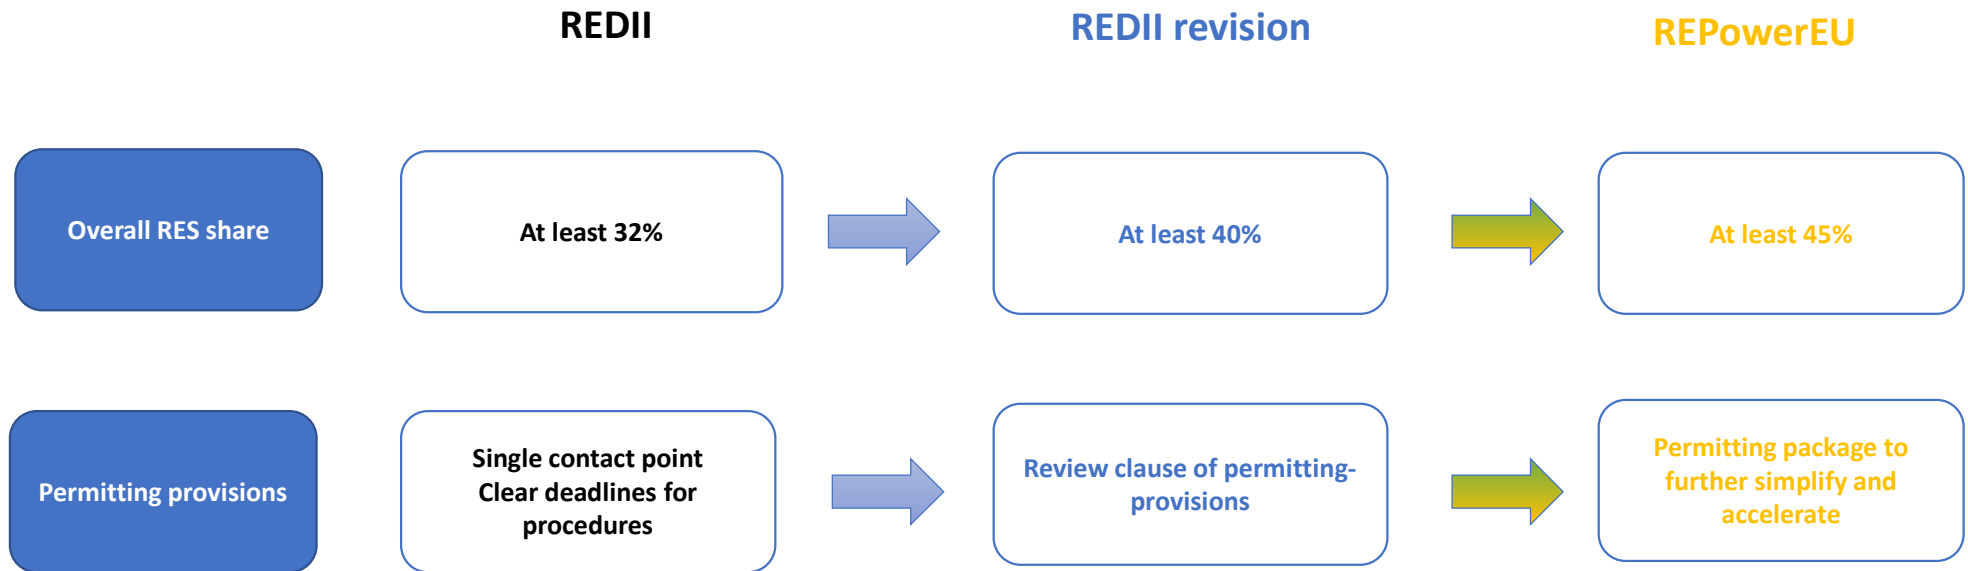 REDII
REDII revision
REPowerEU
Overall RES share
At least 32%
At least 40%
At least 45%
Permitting provisions
Single contact point
Clear deadlines for
procedures
Review clause of permitting-
provisions
Permitting package to
further simplify and
accelerate